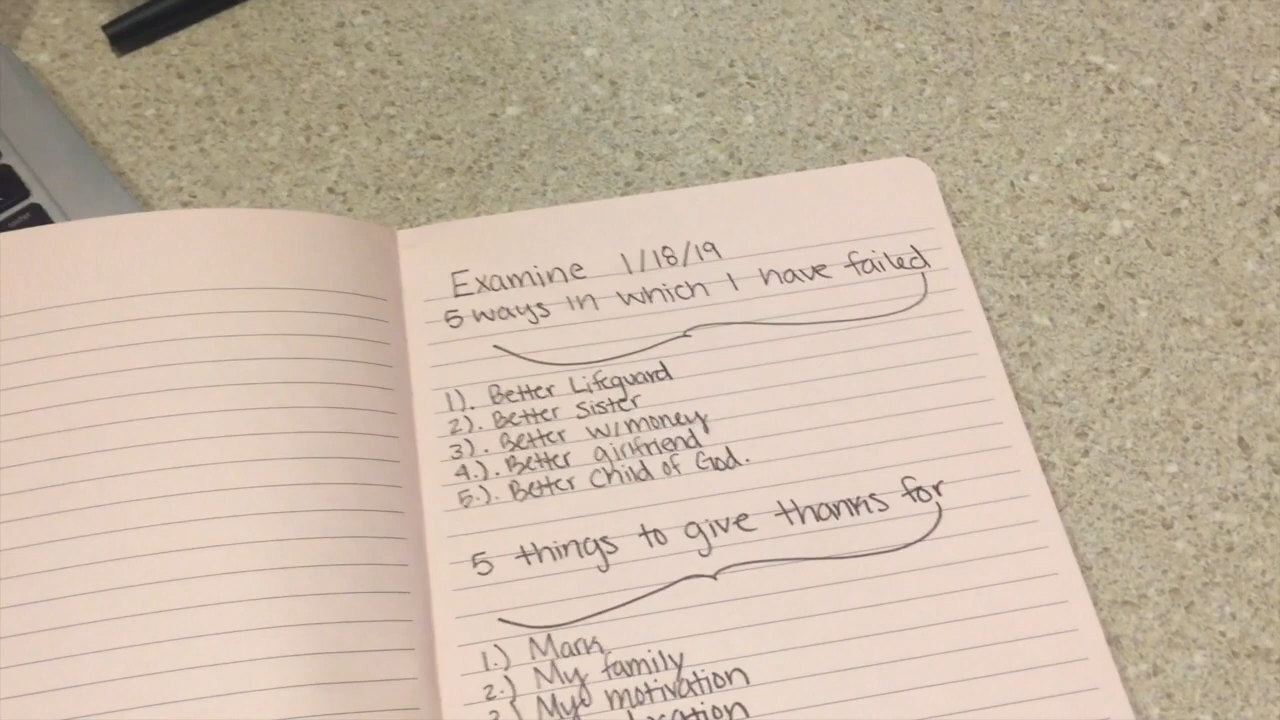 Examine 1/18/19
5 ways in which I have failed
1). Better Lifeguard
2). Better Sister
3). Better w/money
4.). Better girlfriend
5.). Better Child of God.
5 things to give thanks for
1.) Mark
2.) My family
3.) My motivation